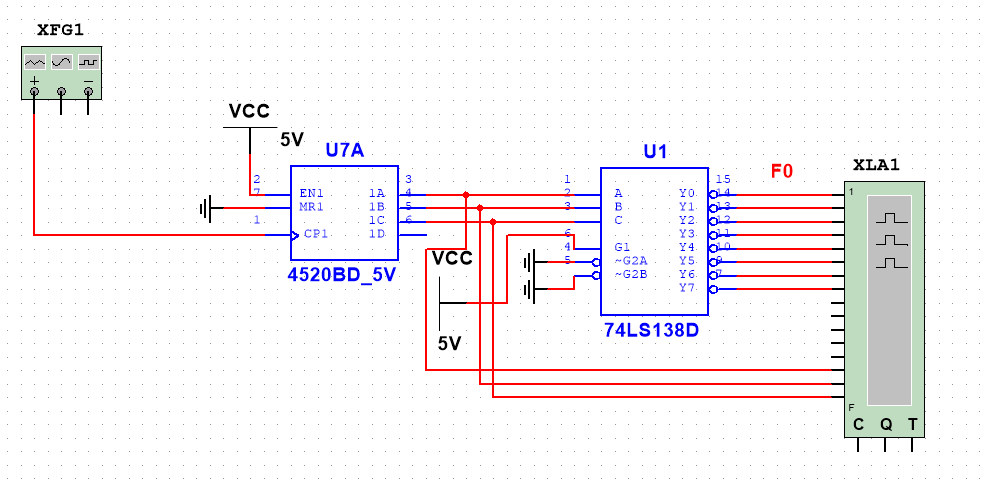 XFG1
+ −
VCC
5V
U7A
2
7
1
EN1
MR1
CP1
1A
1B
1C
1D
3
4
5
6
4520BD_5V
VCC
5V
U1
1
2
3
6
4
5
A
B
C
G1
~G2A
~G2B
Y0
Y1
Y2
Y3
Y4
Y5
Y6
Y7
15
14
13
12
11
10
9
7
74LS138D
F0
XLA1
1
F
C Q T